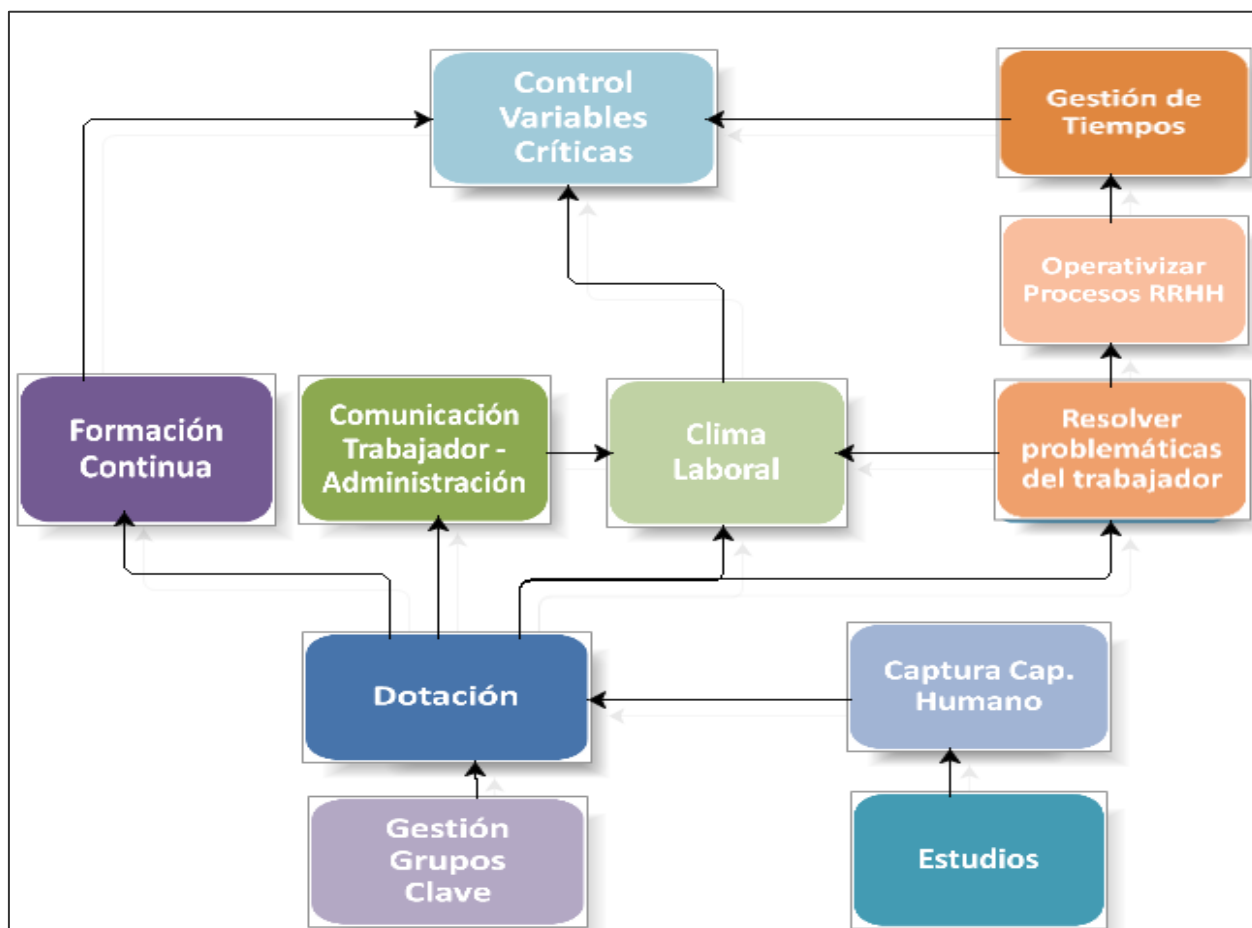 Control
Variables
Críticas
Gestión de
Tiempos
Operativizar
Procesos RRHH
Formación
Continua
Comunicación
Trabajador -
Administración
Clima
Laboral
Resolver
problemáticas
del trabajador
Dotación
Captura Cap.
Humano
Gestión
Grupos
Clave
Estudios